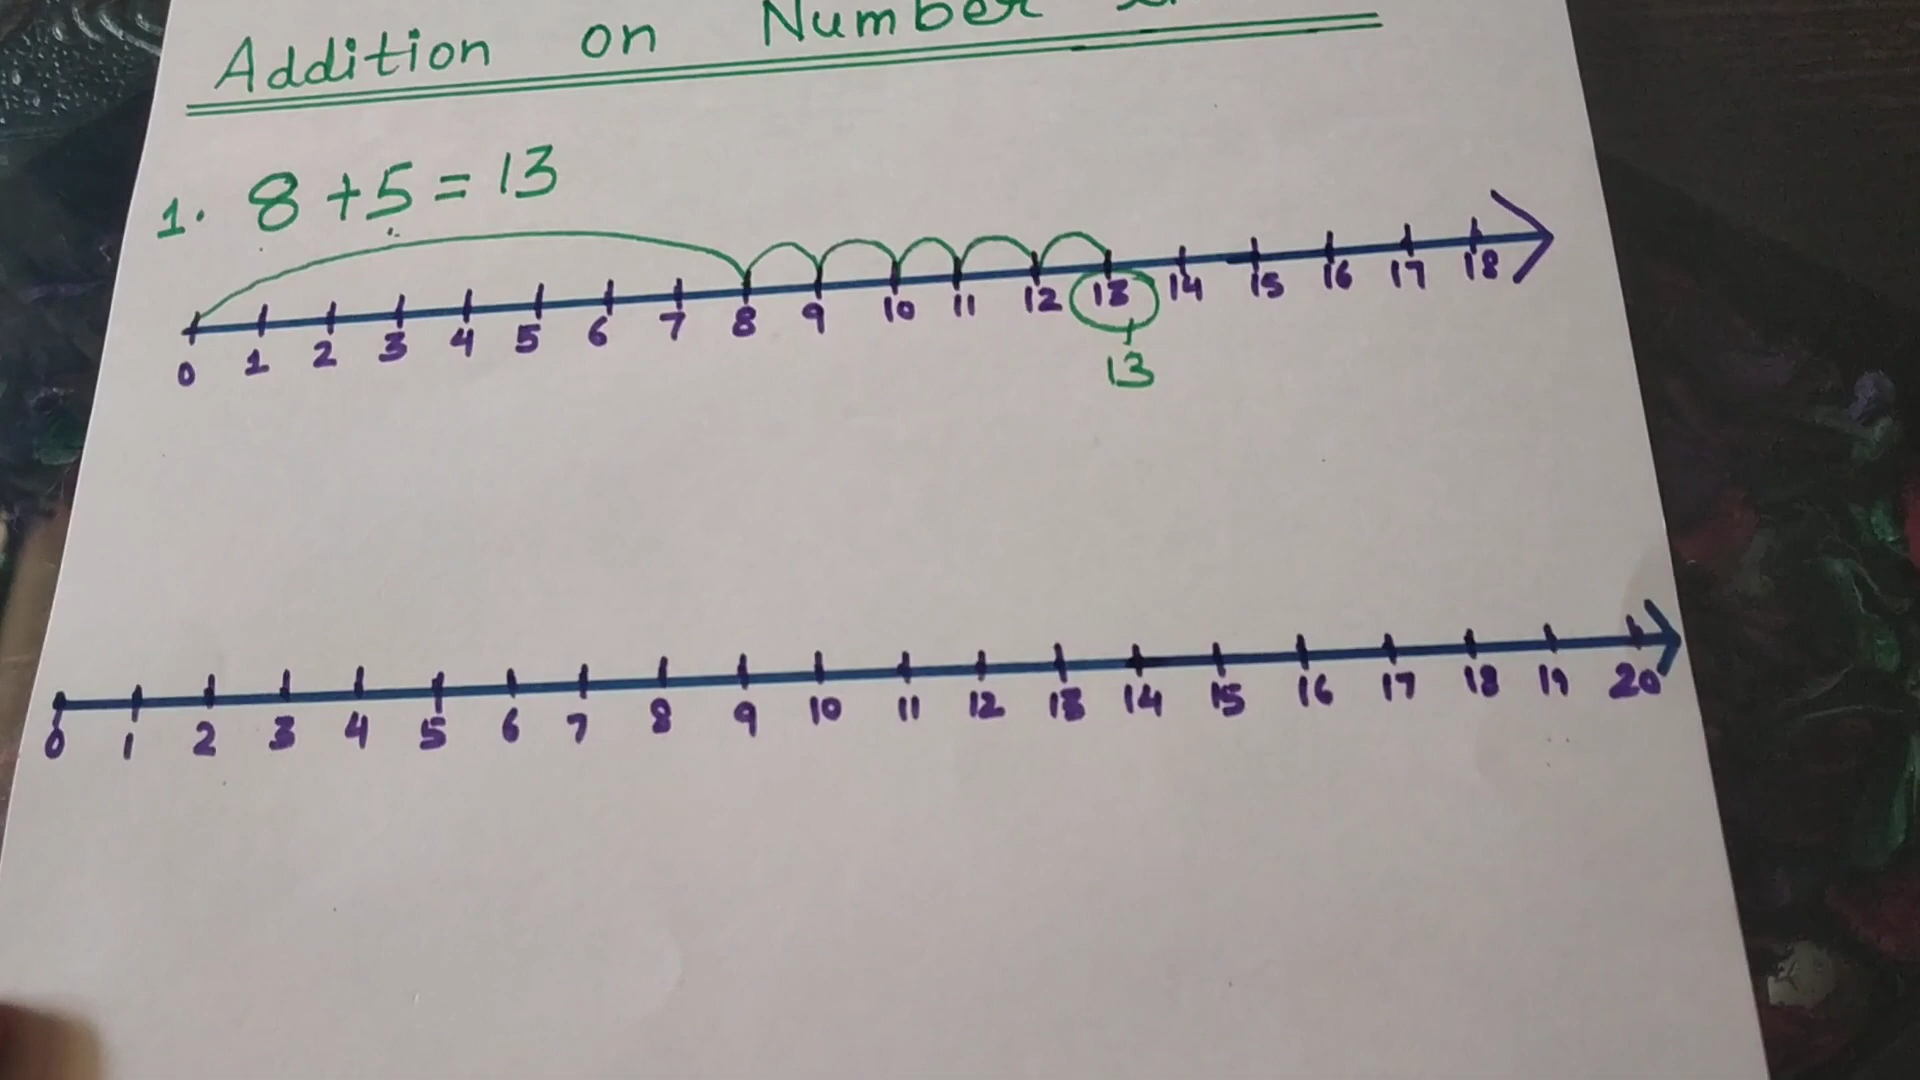 Addition on Number
1. 8 + 5 = 13
0 1 2 3 4 5 6 7 8 9 10 11 12 13 14 15 16 17 18
13
0 1 2 3 4 5 6 7 8 9 10 11 12 13 14 15 16 17 18 19 20